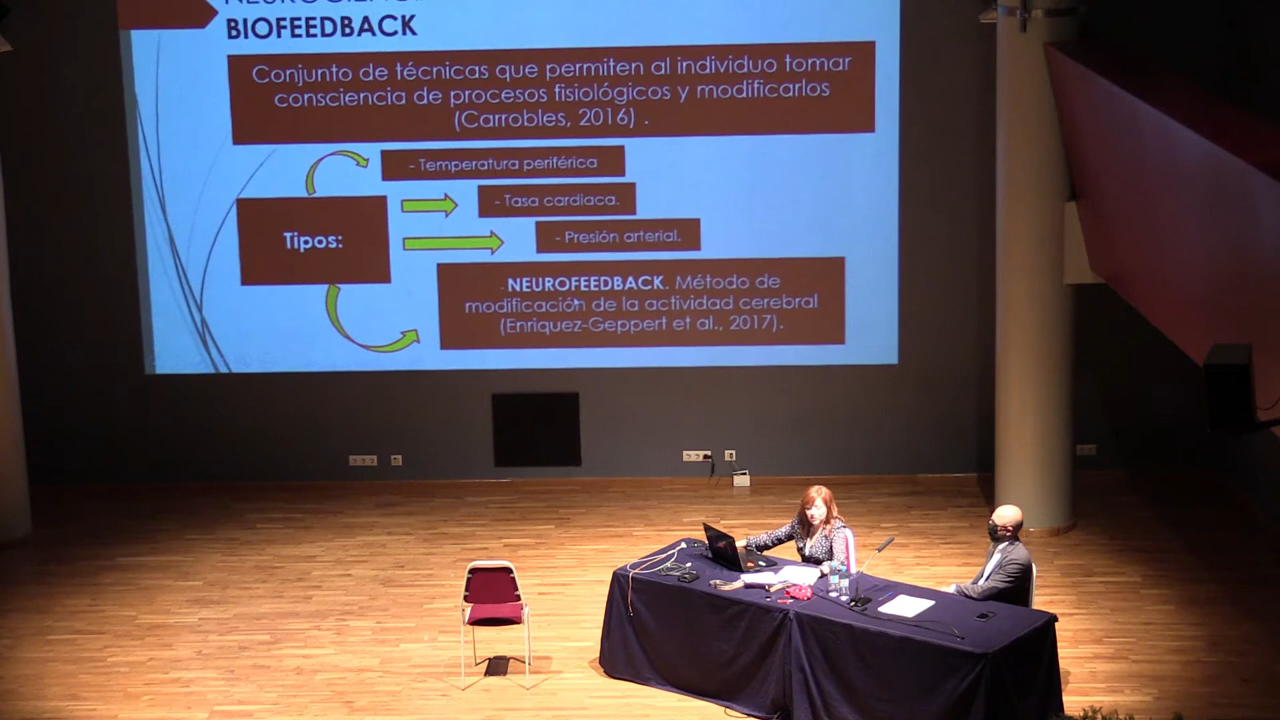 BIOFEEDBACK
Conjunto de técnicas que permiten al individuo tomar
consciencia de procesos fisiológicos y modificarlos
(Carrobles, 2016) .
- Temperatura periférica
- Tasa cardiaca.
Tipos:
- Presión arterial.
- NEUROFEEDBACK. Método de
modificación de la actividad cerebral
(Enriquez-Geppert et al., 2017).